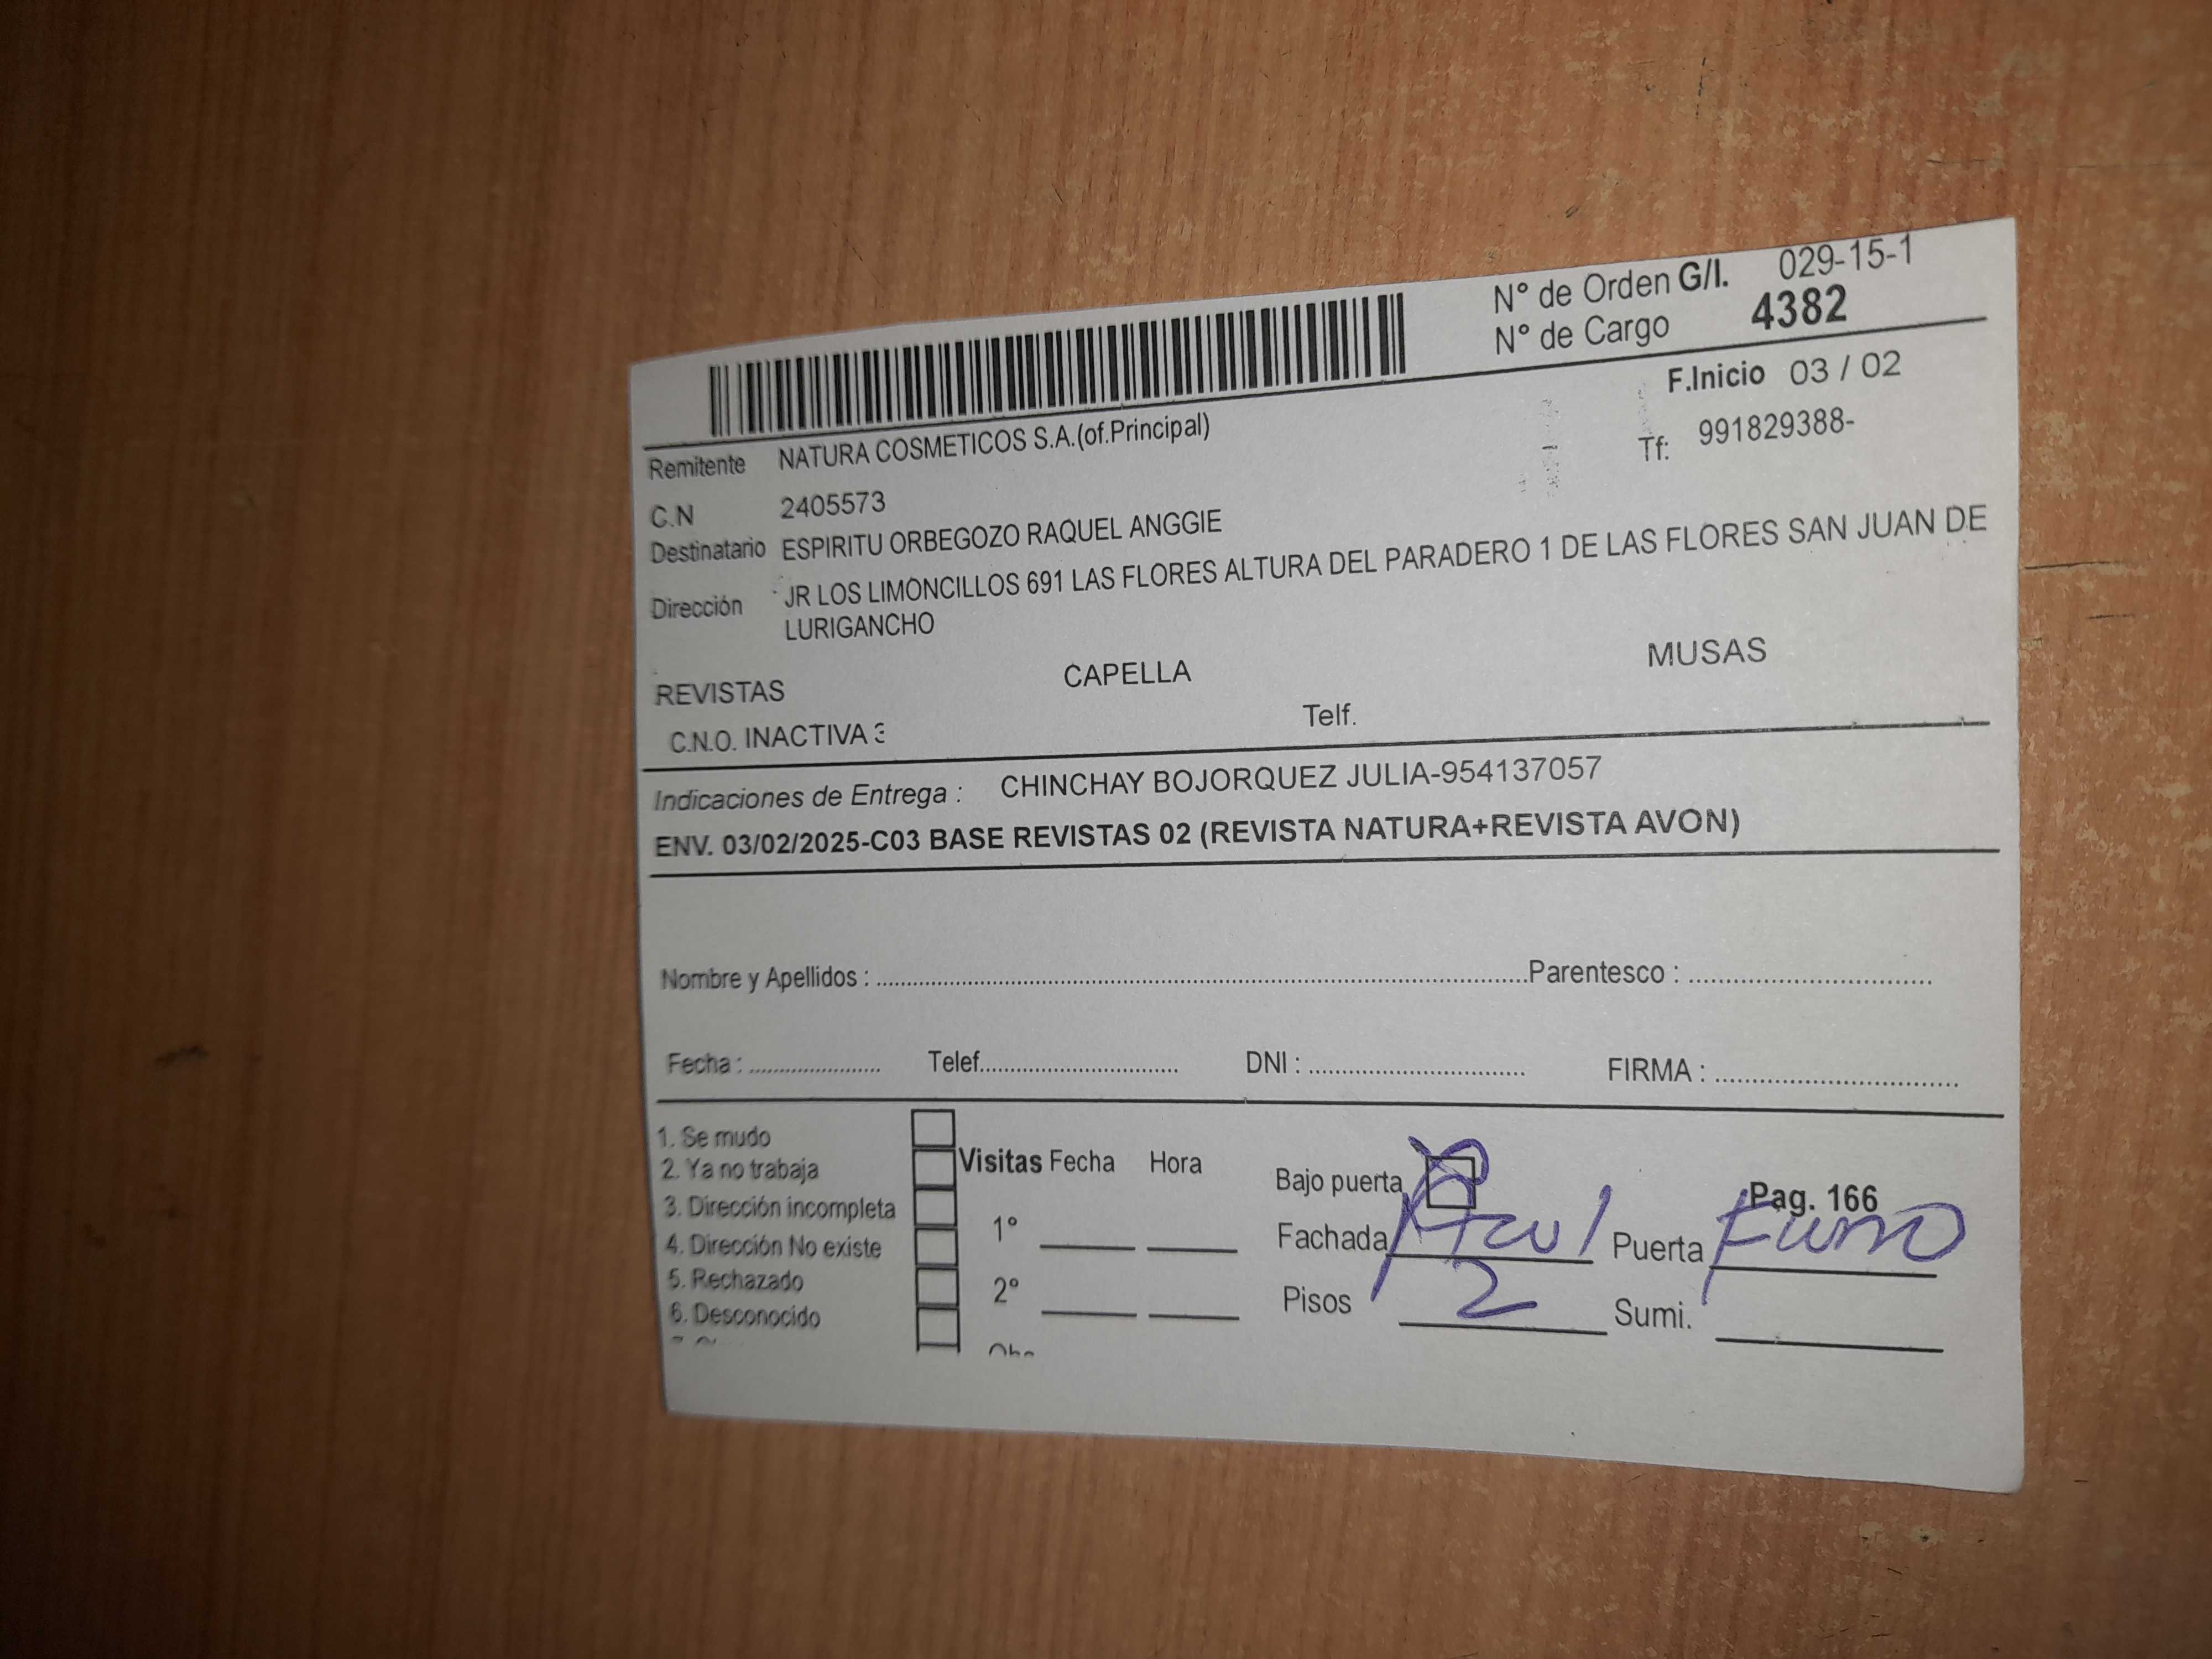 N° de Orden G/I. 029-15-1
N° de Cargo 4382
F.Inicio 03 / 02
Remitente NATURA COSMETICOS S.A.(of.Principal) Tf: 991829388-
C.N 2405573
Destinatario ESPIRITU ORBEGOZO RAQUEL ANGGIE
Dirección JR LOS LIMONCILLOS 691 LAS FLORES ALTURA DEL PARADERO 1 DE LAS FLORES SAN JUAN DE
LURIGANCHO
REVISTAS CAPELLA MUSAS
C.N.O. INACTIVA 3 Telf.
Indicaciones de Entrega : CHINCHAY BOJORQUEZ JULIA-954137057
ENV. 03/02/2025-C03 BASE REVISTAS 02 (REVISTA NATURA+REVISTA AVON)
Nombre y Apellidos : Parentesco :
Fecha : Telef. DNI : FIRMA :
1. Se mudo
2. Ya no trabaja
3. Dirección incompleta
4. Dirección No existe
5. Rechazado
6. Desconocido
Visitas Fecha Hora
1°
2°
Bajo puerta Pag. 166
Fachada Azul Puerta Fierro
Pisos 2 Sumi.